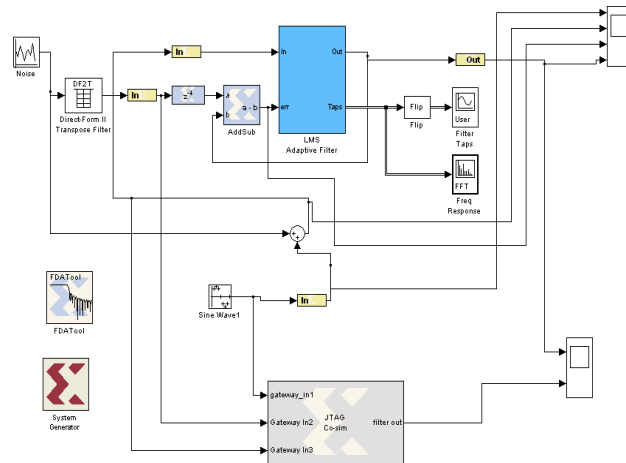 Noise
DF2T
Direct-Form II
Transpose Filter
In
In
z-4
a
b
a - b
AddSub
In
err
Out
Taps
LMS
Adaptive Filter
Out
Flip
Flip
User
Filter
Taps
FFT
Freq
Response
+
+
FDATool
FDATool
Sine Wave1
In
System
Generator
gateway_in1
Gateway In2
Gateway In3
JTAG
Co-sim
filter out